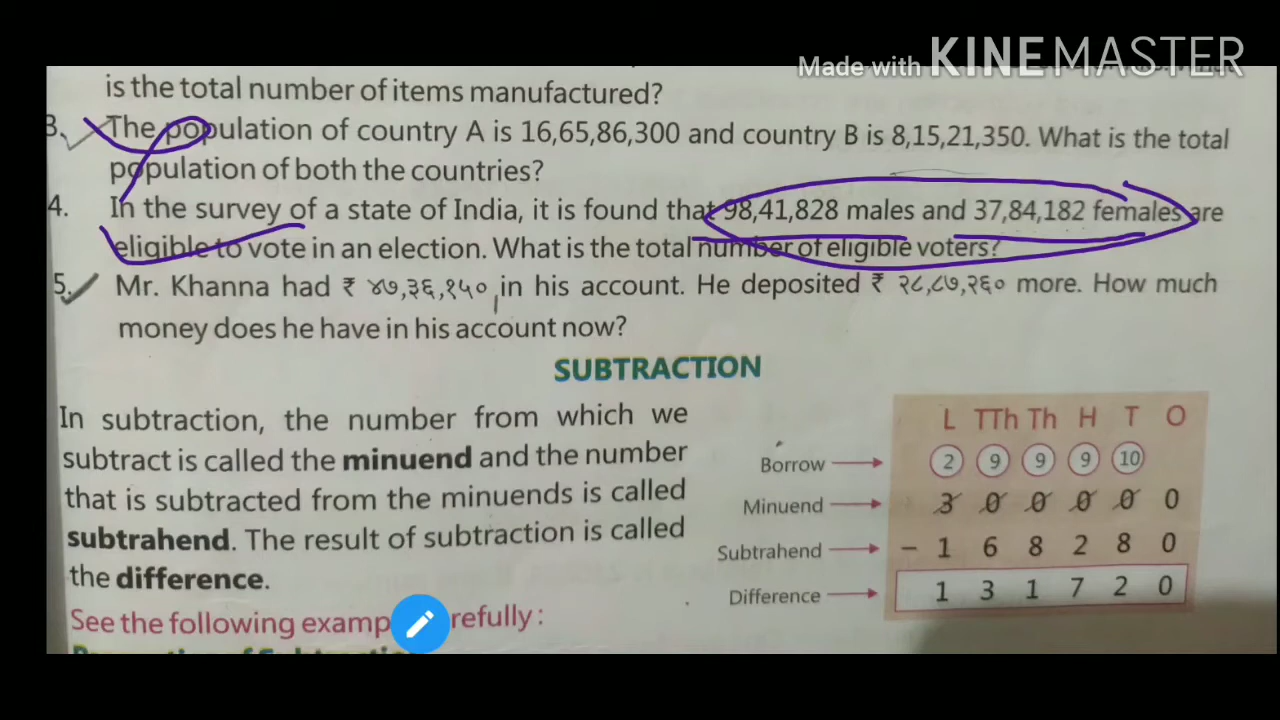 Made with KINEMASTER
is the total number of items manufactured?
3. The population of country A is 16,65,86,300 and country B is 8,15,21,350. What is the total
population of both the countries?
4. In the survey of a state of India, it is found that 98,41,828 males and 37,84,182 females are
eligible to vote in an election. What is the total number of eligible voters?
5. Mr. Khanna had ₹ ४७,३६,१५० in his account. He deposited ₹ २८,८७,२६० more. How much
money does he have in his account now?
SUBTRACTION
In subtraction, the number from which we
subtract is called the minuend and the number
that is subtracted from the minuends is called
subtrahend. The result of subtraction is called
the difference.
See the following refully:
L TTh Th H T O
Borrow 2 9 9 9 10
Minuend 3 0 0 0 0 0
Subtrahend - 1 6 8 2 8 0
Difference 1 3 1 7 2 0